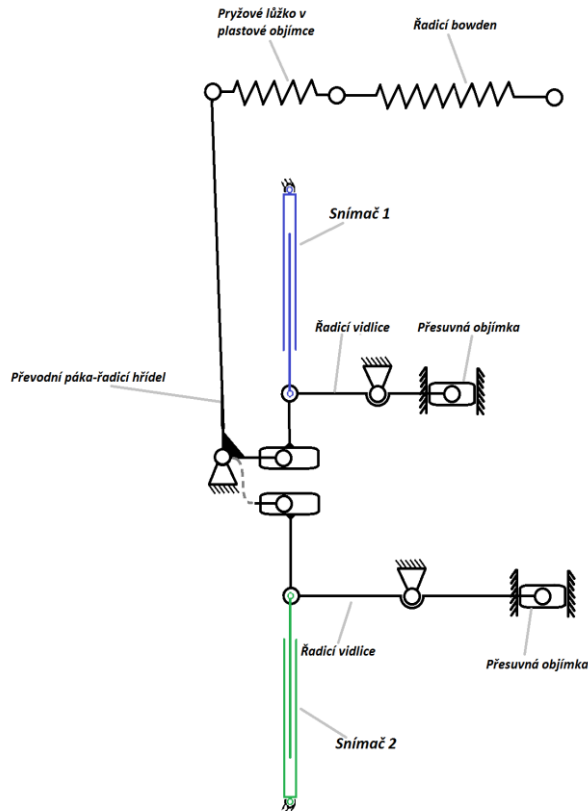 Pryžové lůžko v
plastové objímce
Řadicí bowden
Snímač 1
Řadicí vidlice
Přesuvná objímka
Převodní páka-řadicí hřídel
Řadicí vidlice
Přesuvná objímka
Snímač 2